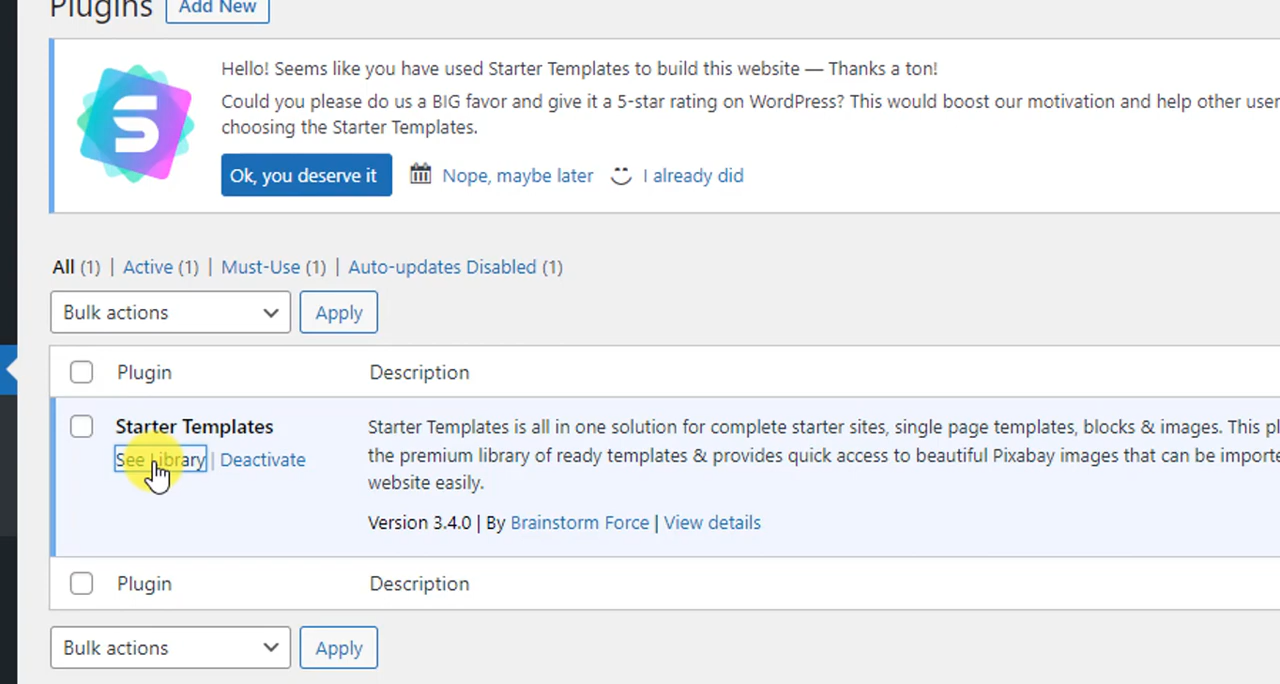 Plugins Add New
Hello! Seems like you have used Starter Templates to build this website — Thanks a ton!
Could you please do us a BIG favor and give it a 5-star rating on WordPress? This would boost our motivation and help other user
choosing the Starter Templates.
Ok, you deserve it Nope, maybe later I already did
All (1) | Active (1) | Must-Use (1) | Auto-updates Disabled (1)
Bulk actions Apply
Plugin Description
Starter Templates Starter Templates is all in one solution for complete starter sites, single page templates, blocks & images. This pl
See Library | Deactivate the premium library of ready templates & provides quick access to beautiful Pixabay images that can be importe
website easily.
Version 3.4.0 | By Brainstorm Force | View details
Plugin Description
Bulk actions Apply